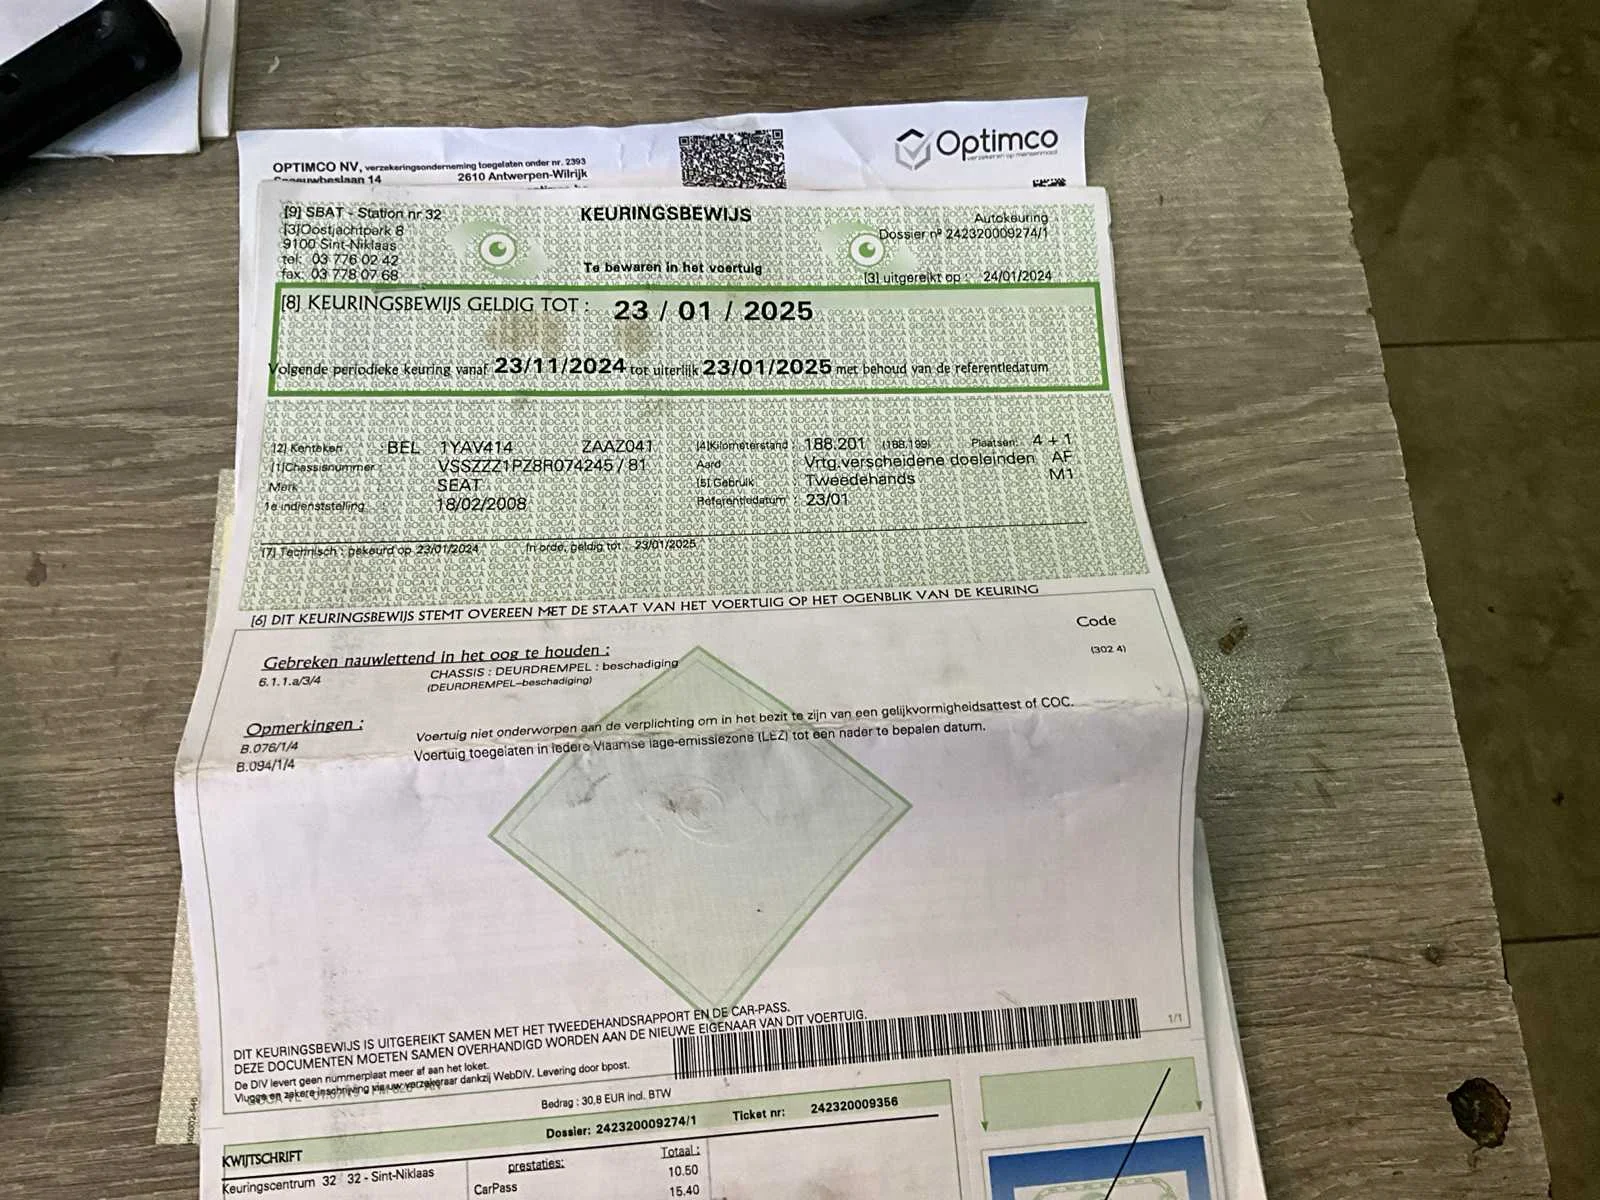 OPTIMCO NV, verzekeringsonderneming toegelaten onder nr. 2393
14 2610 Antwerpen-Wilrijk
Optimco
verzekeren op mensenmaat
[9] SBAT - Station nr 32
[3]Oostjachtpark 8
9100 Sint-Niklaas
tel: 03 776 02 42
fax: 03 778 07 68
KEURINGSBEWIJS
Te bewaren in het voertuig
Autokeuring
Dossier nº 242320009274/1
[3] uitgereikt op : 24/01/2024
[8] KEURINGSBEWIJS GELDIG TOT : 23 / 01 / 2025
Volgende periodieke keuring vanaf 23/11/2024 tot uiterlijk 23/01/2025 met behoud van de referentiedatum
[2] Kenteken : BEL 1YAV414 ZAAZ041
[1]Chassisnummer : VSSZZZ1PZ8R074245 / 81
Merk : SEAT
1e indienststelling : 18/02/2008
[4]Kilometerstand : 188.201 (188.199) Plaatsen: 4 + 1
Aard : Vrtg.verscheidene doeleinden AF
[5] Gebruik : Tweedehands M1
Referentiedatum : 23/01
[7] Technisch : gekeurd op 23/01/2024 In orde, geldig tot : 23/01/2025
[6] DIT KEURINGSBEWIJS STEMT OVEREEN MET DE STAAT VAN HET VOERTUIG OP HET OGENBLIK VAN DE KEURING
Code
Gebreken nauwlettend in het oog te houden :
6.1.1.a/3/4 CHASSIS : DEURDREMPEL : beschadiging (302 4)
(DEURDREMPEL-beschadiging)
Opmerkingen :
B.076/1/4 Voertuig niet onderworpen aan de verplichting om in het bezit te zijn van een gelijkvormigheidsattest of COC.
B.094/1/4 Voertuig toegelaten in iedere Vlaamse lage-emissiezone (LEZ) tot een nader te bepalen datum.
DIT KEURINGSBEWIJS IS UITGEREIKT SAMEN MET HET TWEEDEHANDSRAPPORT EN DE CAR-PASS.
DEZE DOCUMENTEN MOETEN SAMEN OVERHANDIGD WORDEN AAN DE NIEUWE EIGENAAR VAN DIT VOERTUIG.
De DIV levert geen nummerplaat meer af aan het loket.
Vlugge en zekere inschrijving via uw verzekeraar dankzij WebDIV. Levering door bpost.
1/1
Bedrag : 30,8 EUR incl. BTW
Dossier: 242320009274/1 Ticket nr: 242320009356
KWIJTSCHRIFT
Keuringscentrum 32 32 - Sint-Niklaas
prestaties: Totaal :
10.50
CarPass 15.40